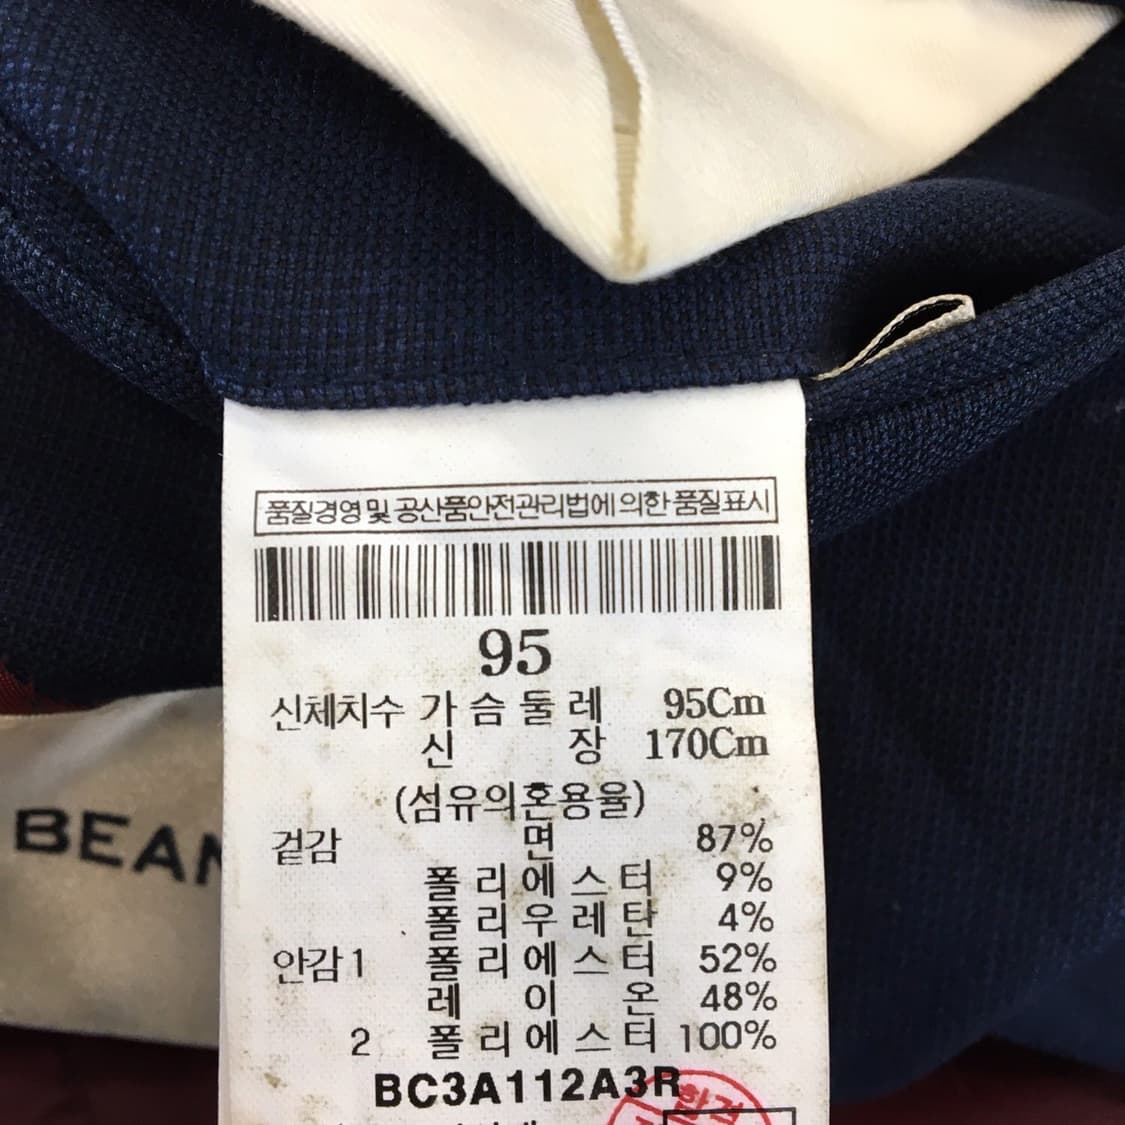 품질경영 및 공산품안전관리법에 의한 품질표시
95
신체치수 가슴둘레 95Cm
신장 170Cm
(섬유의혼용율)
겉감 면 87%
폴리에스터 9%
폴리우레탄 4%
안감1 폴리에스터 52%
레이온 48%
2 폴리에스터 100%
BC3A112A3R
합격
BEAN